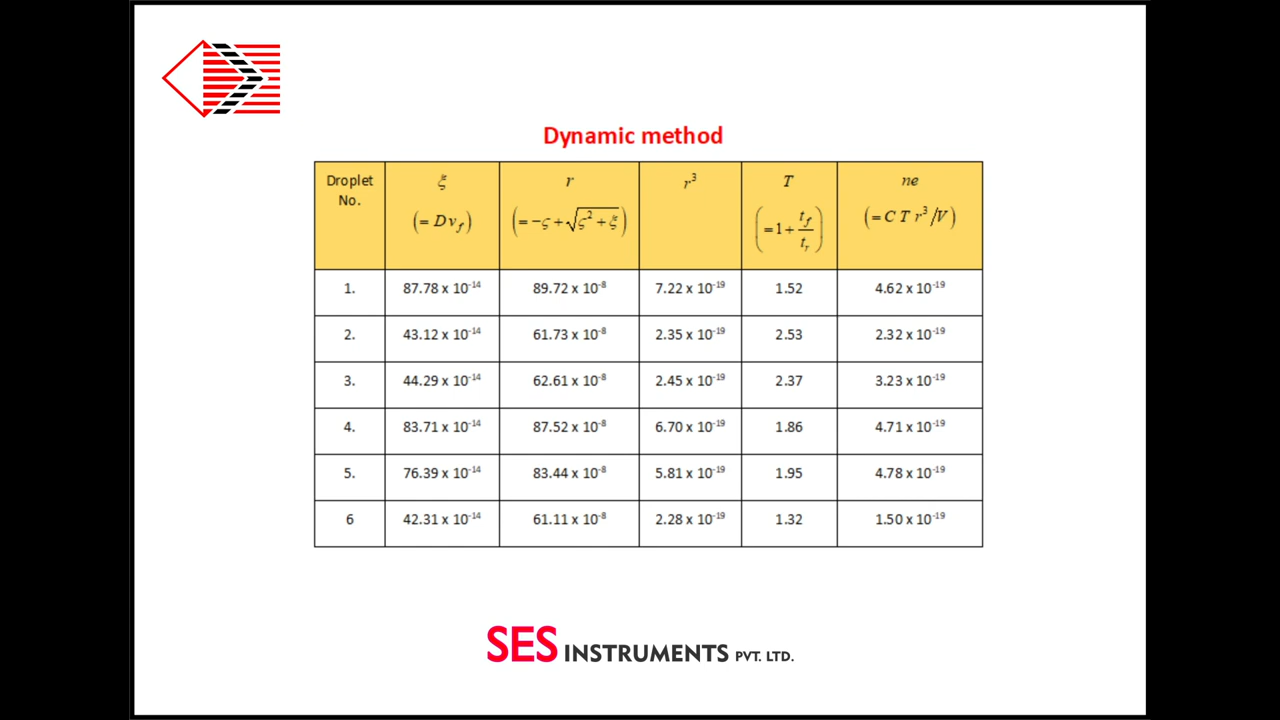 Dynamic method
Droplet No. | ξ (= D v_f) | r (= −ς + √(ς² + ξ)) | r³ | T (= 1 + t_f/t_r) | ne (= C T r³/V)
1. | 87.78 x 10⁻¹⁴ | 89.72 x 10⁻⁸ | 7.22 x 10⁻¹⁹ | 1.52 | 4.62 x 10⁻¹⁹
2. | 43.12 x 10⁻¹⁴ | 61.73 x 10⁻⁸ | 2.35 x 10⁻¹⁹ | 2.53 | 2.32 x 10⁻¹⁹
3. | 44.29 x 10⁻¹⁴ | 62.61 x 10⁻⁸ | 2.45 x 10⁻¹⁹ | 2.37 | 3.23 x 10⁻¹⁹
4. | 83.71 x 10⁻¹⁴ | 87.52 x 10⁻⁸ | 6.70 x 10⁻¹⁹ | 1.86 | 4.71 x 10⁻¹⁹
5. | 76.39 x 10⁻¹⁴ | 83.44 x 10⁻⁸ | 5.81 x 10⁻¹⁹ | 1.95 | 4.78 x 10⁻¹⁹
6 | 42.31 x 10⁻¹⁴ | 61.11 x 10⁻⁸ | 2.28 x 10⁻¹⁹ | 1.32 | 1.50 x 10⁻¹⁹
SES INSTRUMENTS PVT. LTD.